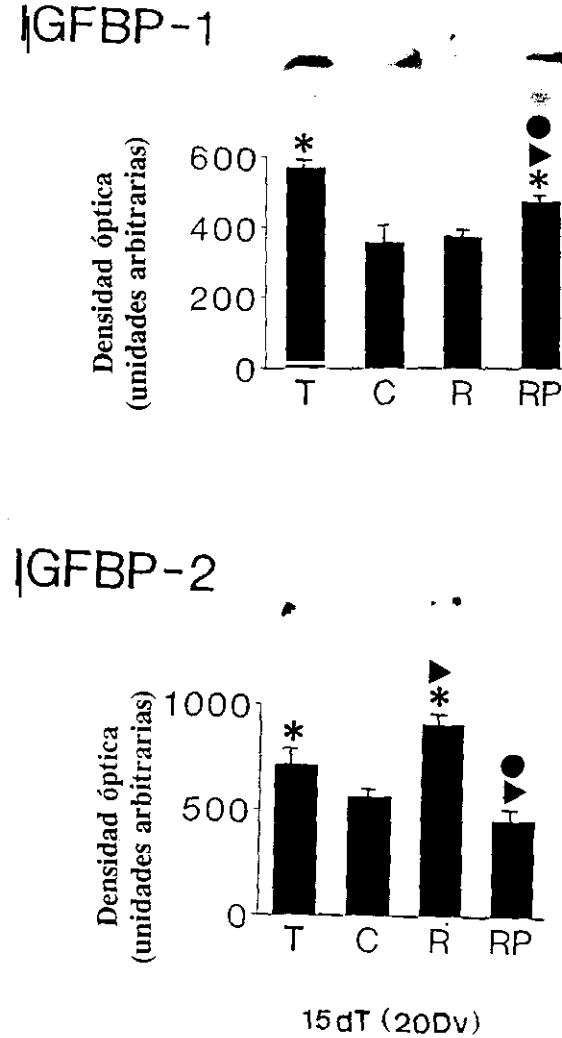 IGFBP-1
Densidad óptica
(unidades arbitrarias)
600
400
200
0
*
*
T C R RP
IGFBP-2
Densidad óptica
(unidades arbitrarias)
1000
500
0
*
*
T C R RP
15dT (20Dv)